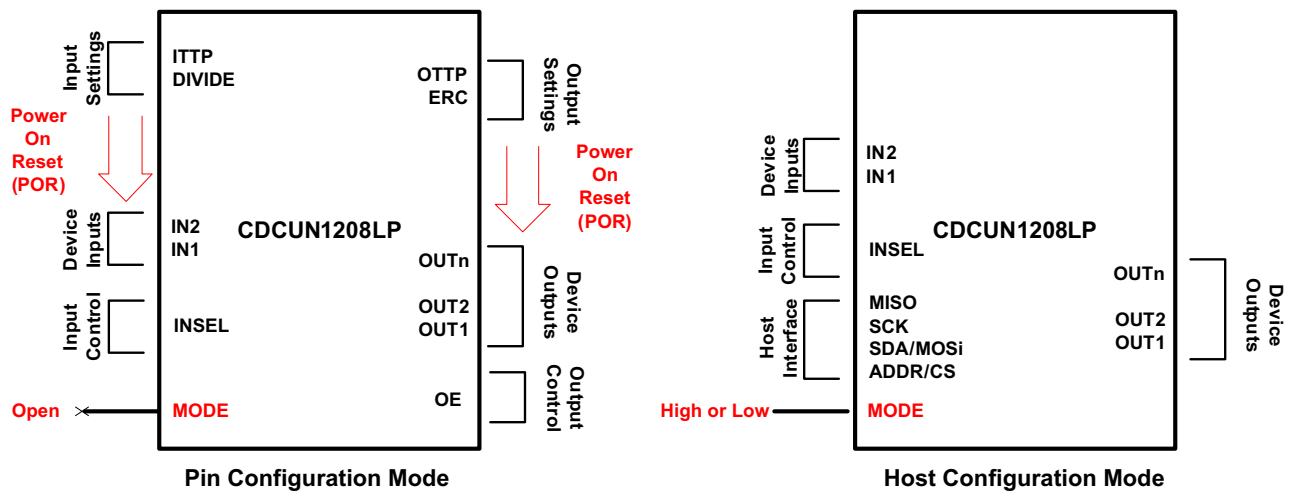 Input
Settings
ITTP
DIVIDE
Power
On
Reset
(POR)
Device
Inputs
IN2
IN1
Input
Control
INSEL
Open
MODE
CDCUN1208LP
OTTP
ERC
Output
Settings
Power
On
Reset
(POR)
OUTn
OUT2
OUT1
Device
Outputs
OE
Output
Control
Pin Configuration Mode
Device
Inputs
IN2
IN1
Input
Control
INSEL
Host
Interface
MISO
SCK
SDA/MOSi
ADDR/CS
High or Low
MODE
CDCUN1208LP
OUTn
OUT2
OUT1
Device
Outputs
Host Configuration Mode